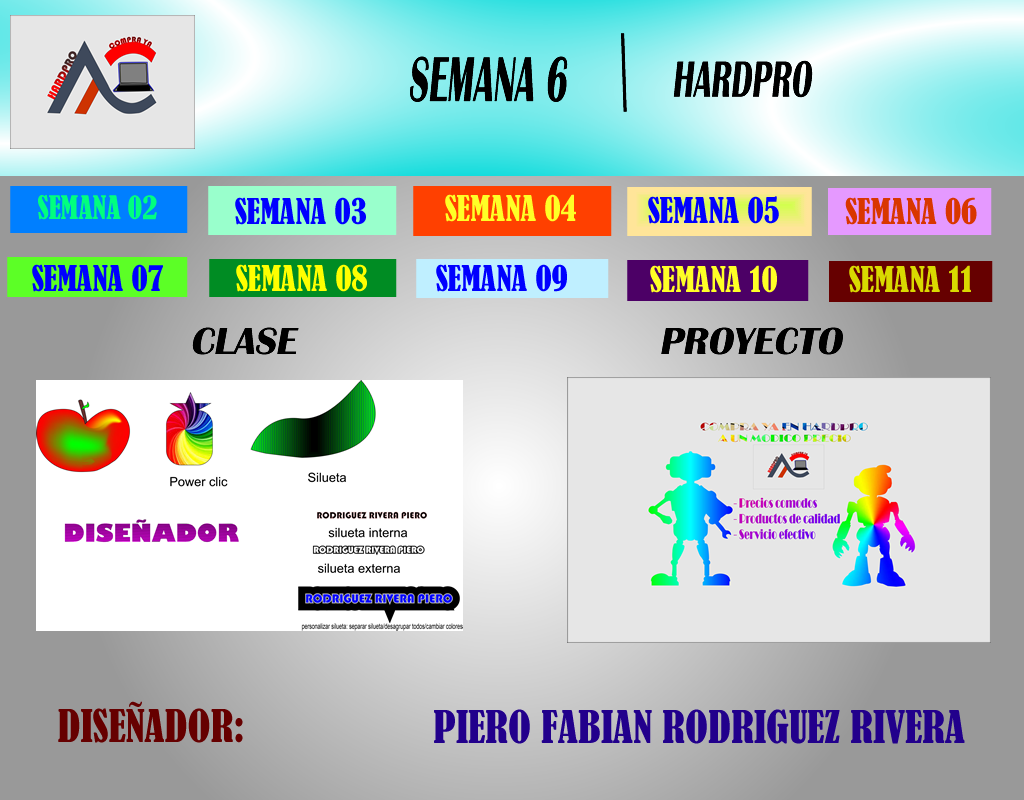 HARDPRO
COMPRA YA
SEMANA 6
HARDPRO
SEMANA 02
SEMANA 03
SEMANA 04
SEMANA 05
SEMANA 06
SEMANA 07
SEMANA 08
SEMANA 09
SEMANA 10
SEMANA 11
CLASE
PROYECTO
Power clic
Silueta
DISEÑADOR
RODRIGUEZ RIVERA PIERO
silueta interna
RODRIGUEZ RIVERA PIERO
silueta externa
RODRIGUEZ RIVERA PIERO
personalizar silueta: separar silueta/desagrupar todos/cambiar colores
COMPRA YA EN HARDPRO
A UN MODICO PRECIO
- Precios comodos
- Productos de calidad
- Servicio efectivo
DISEÑADOR:
PIERO FABIAN RODRIGUEZ RIVERA